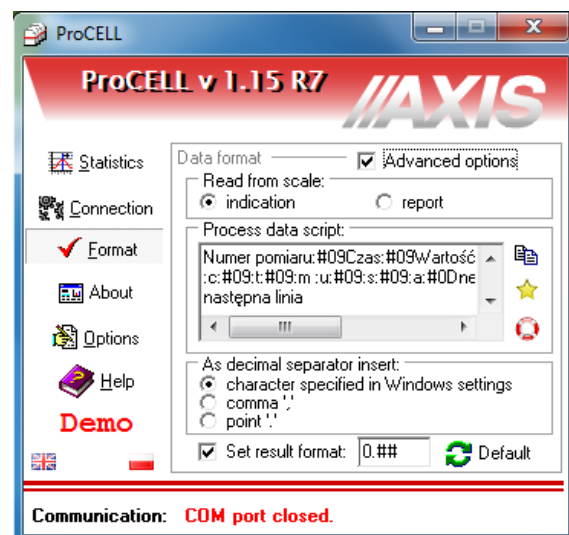 ProCELL
ProCELL v 1.15 R7
AXIS
Statistics
Connection
Format
About
Options
Help
Demo
Data format
Advanced options
Read from scale:
indication
report
Process data script:
Numer pomiaru:#09Czas:#09Wartość
:c:#09:t:#09:m :u:#09:s:#09:a:#0Dne
następna linia
As decimal separator insert:
character specified in Windows settings
comma ','
point '.'
Set result format:
0.##
Default
Communication: COM port closed.